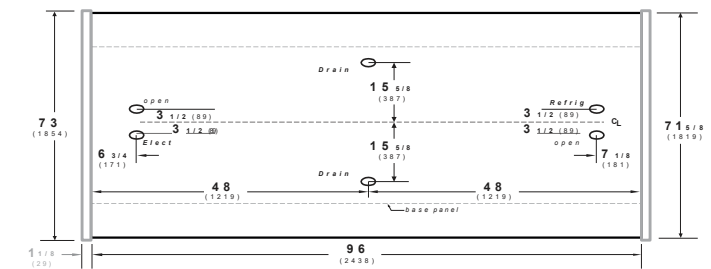 open
Drain
Refrig
15 5/8
(387)
3 1/2 (89)
3 1/2 (89)
73
(1854)
CL
71 5/8
(1819)
3 1/2 (89)
3 1/2 (89)
Elect
open
15 5/8
(387)
6 3/4
(171)
7 1/8
(181)
Drain
48
(1219)
48
(1219)
base panel
96
(2438)
1 1/8
(29)